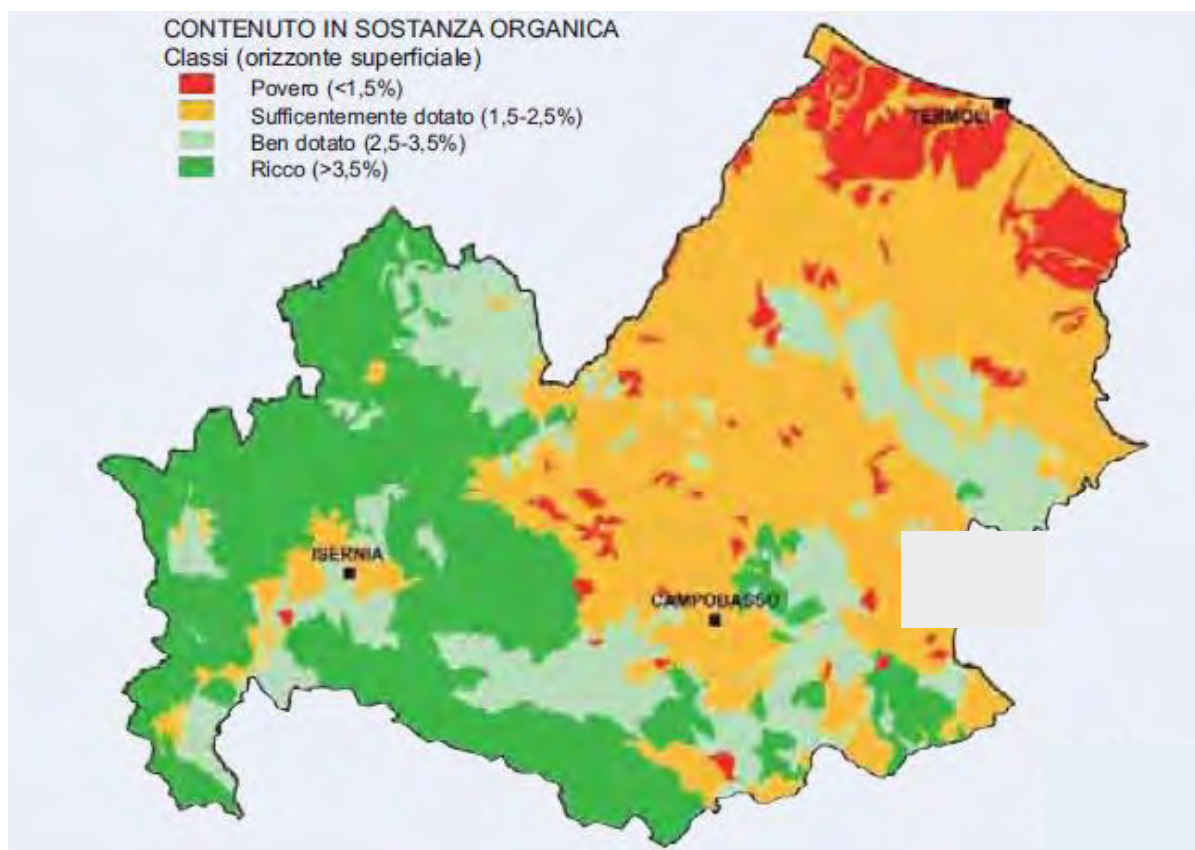 CONTENUTO IN SOSTANZA ORGANICA
Classi (orizzonte superficiale)
Povero (<1,5%)
Sufficentemente dotato (1,5-2,5%)
Ben dotato (2,5-3,5%)
Ricco (>3,5%)
TERMOLI
ISERNIA
CAMPOBASSO